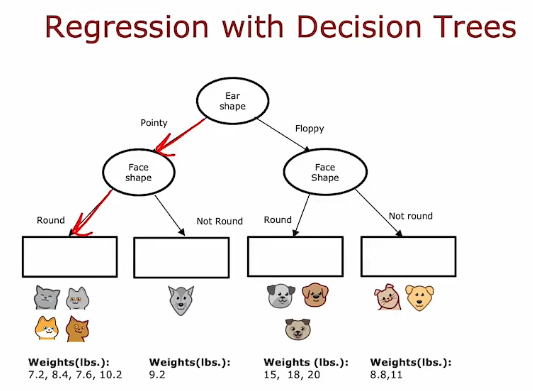 Regression with Decision Trees
Ear
shape
Pointy
Floppy
Face
shape
Face
Shape
Round
Not Round
Round
Not round
Weights(lbs.):
7.2, 8.4, 7.6, 10.2
Weights(lbs.):
9.2
Weights (lbs.):
15, 18, 20
Weights(lbs.):
8.8,11